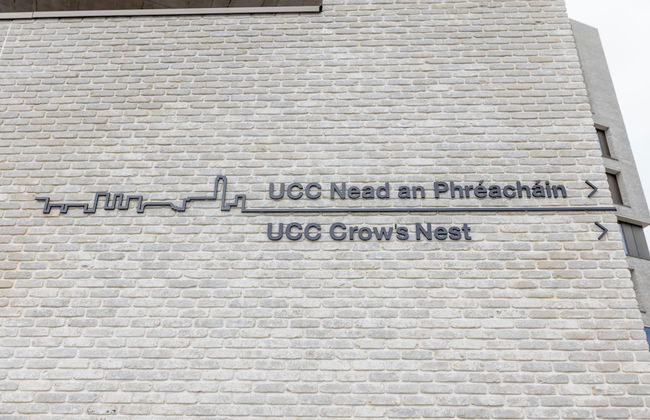 UCC Nead an Phréacháin >
UCC Crow's Nest >